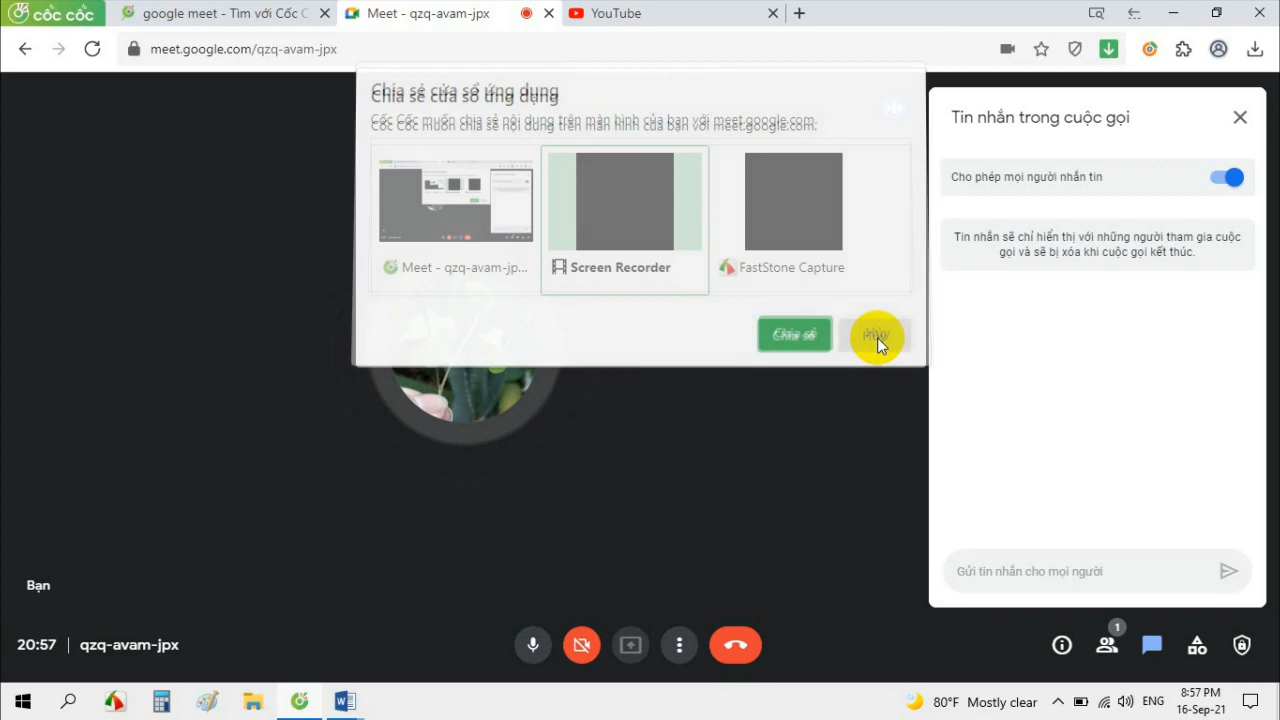 cốc cốc
google meet - Tìm với Cốc C
Meet - qzq-avam-jpx
YouTube
meet.google.com/qzq-avam-jpx
Chia sẻ cửa sổ ứng dụng
Cốc Cốc muốn chia sẻ nội dung trên màn hình của bạn với meet.google.com:
Meet - qzq-avam-jp...
Screen Recorder
FastStone Capture
Chia sẻ
Hủy
Tin nhắn trong cuộc gọi
Cho phép mọi người nhắn tin
Tin nhắn sẽ chỉ hiển thị với những người tham gia cuộc
gọi và sẽ bị xóa khi cuộc gọi kết thúc.
Gửi tin nhắn cho mọi người
Bạn
20:57 | qzq-avam-jpx
1
80°F Mostly clear
ENG
8:57 PM
16-Sep-21